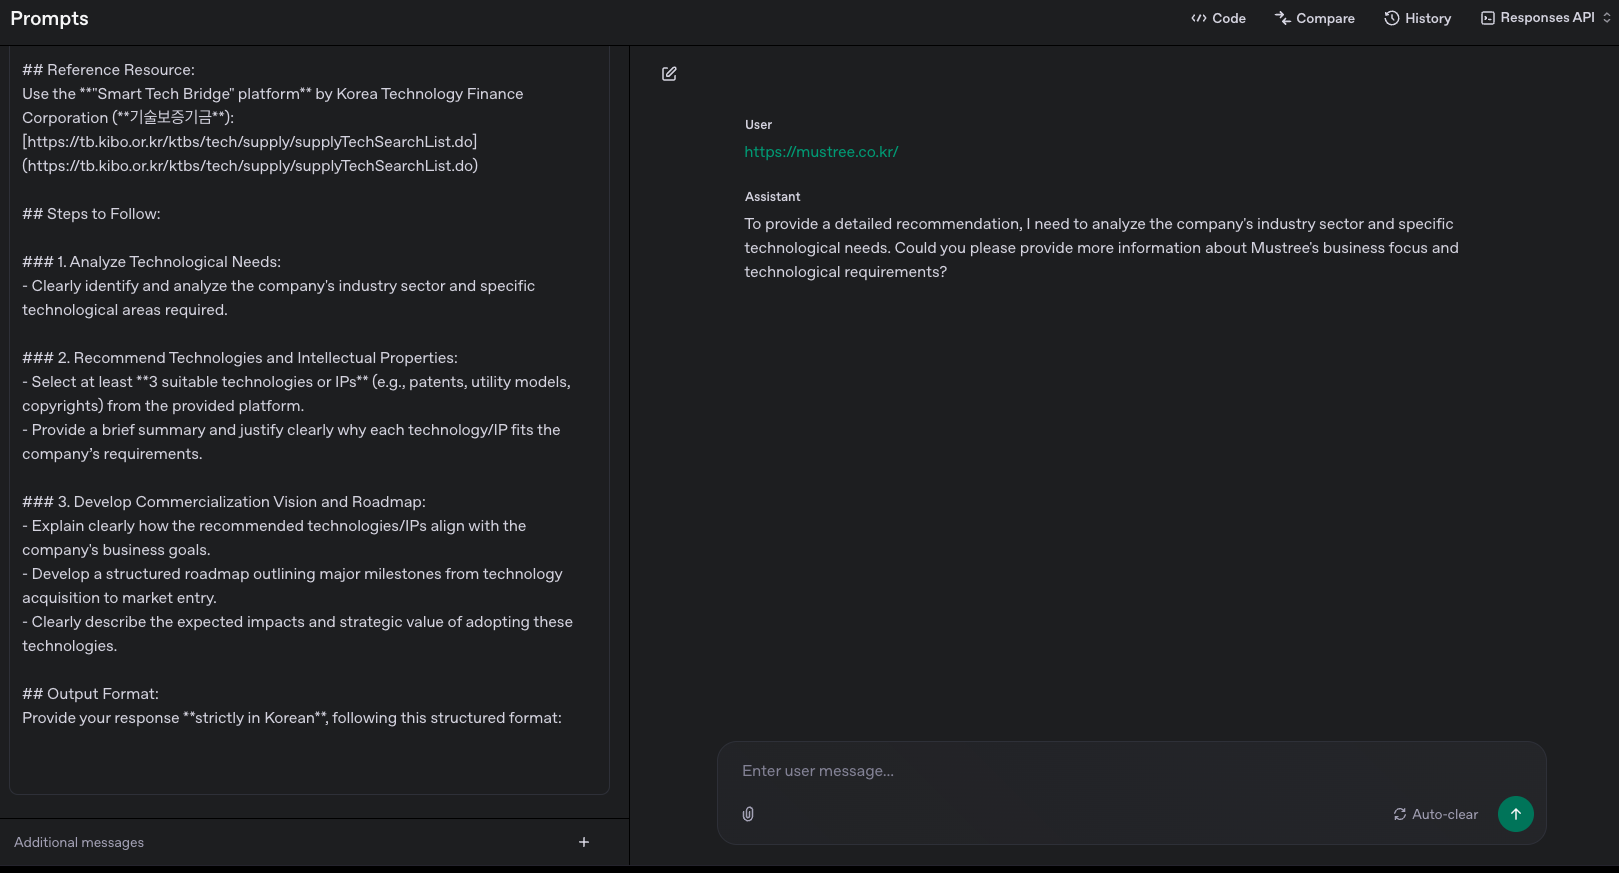 Prompts
Code
Compare
History
Responses API
## Reference Resource:
Use the **"Smart Tech Bridge" platform** by Korea Technology Finance
Corporation (**기술보증기금**):
[https://tb.kibo.or.kr/ktbs/tech/supply/supplyTechSearchList.do]
(https://tb.kibo.or.kr/ktbs/tech/supply/supplyTechSearchList.do)
## Steps to Follow:
### 1. Analyze Technological Needs:
- Clearly identify and analyze the company's industry sector and specific
technological areas required.
### 2. Recommend Technologies and Intellectual Properties:
- Select at least **3 suitable technologies or IPs** (e.g., patents, utility models,
copyrights) from the provided platform.
- Provide a brief summary and justify clearly why each technology/IP fits the
company’s requirements.
### 3. Develop Commercialization Vision and Roadmap:
- Explain clearly how the recommended technologies/IPs align with the
company's business goals.
- Develop a structured roadmap outlining major milestones from technology
acquisition to market entry.
- Clearly describe the expected impacts and strategic value of adopting these
technologies.
## Output Format:
Provide your response **strictly in Korean**, following this structured format:
Additional messages
User
https://mustree.co.kr/
Assistant
To provide a detailed recommendation, I need to analyze the company's industry sector and specific
technological needs. Could you please provide more information about Mustree's business focus and
technological requirements?
Enter user message...
Auto-clear